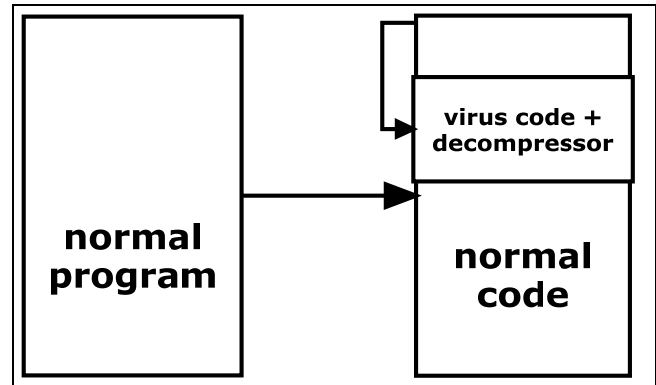 normal
program
virus code +
decompressor
normal
code